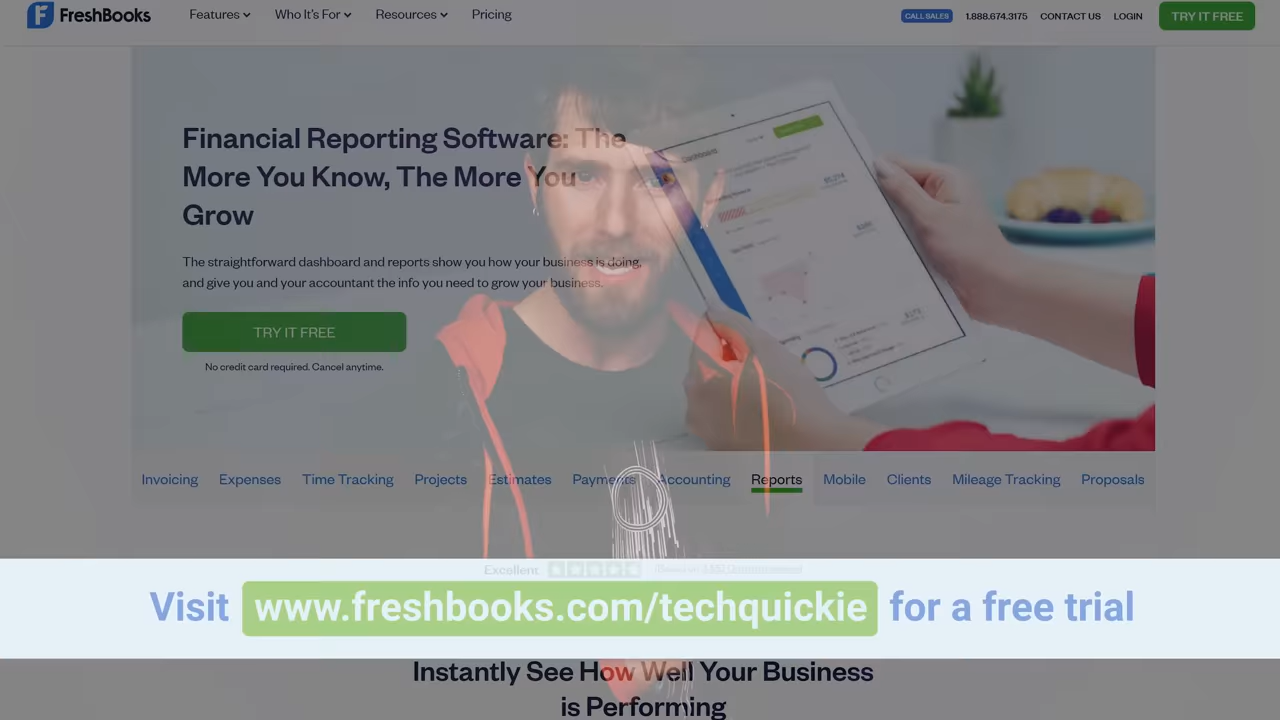 FreshBooks
Features Who It's For Resources Pricing
CALL SALES 1.888.674.3175 CONTACT US LOGIN TRY IT FREE
Financial Reporting Software: The
More You Know, The More You
Grow
The straightforward dashboard and reports show you how your business is doing,
and give you and your accountant the info you need to grow your business.
TRY IT FREE
No credit card required. Cancel anytime.
Dashboard
Invoicing Expenses Time Tracking Projects Estimates Payments Accounting Reports Mobile Clients Mileage Tracking Proposals
Excellent
Visit www.freshbooks.com/techquickie for a free trial
Instantly See How Well Your Business
is Performing